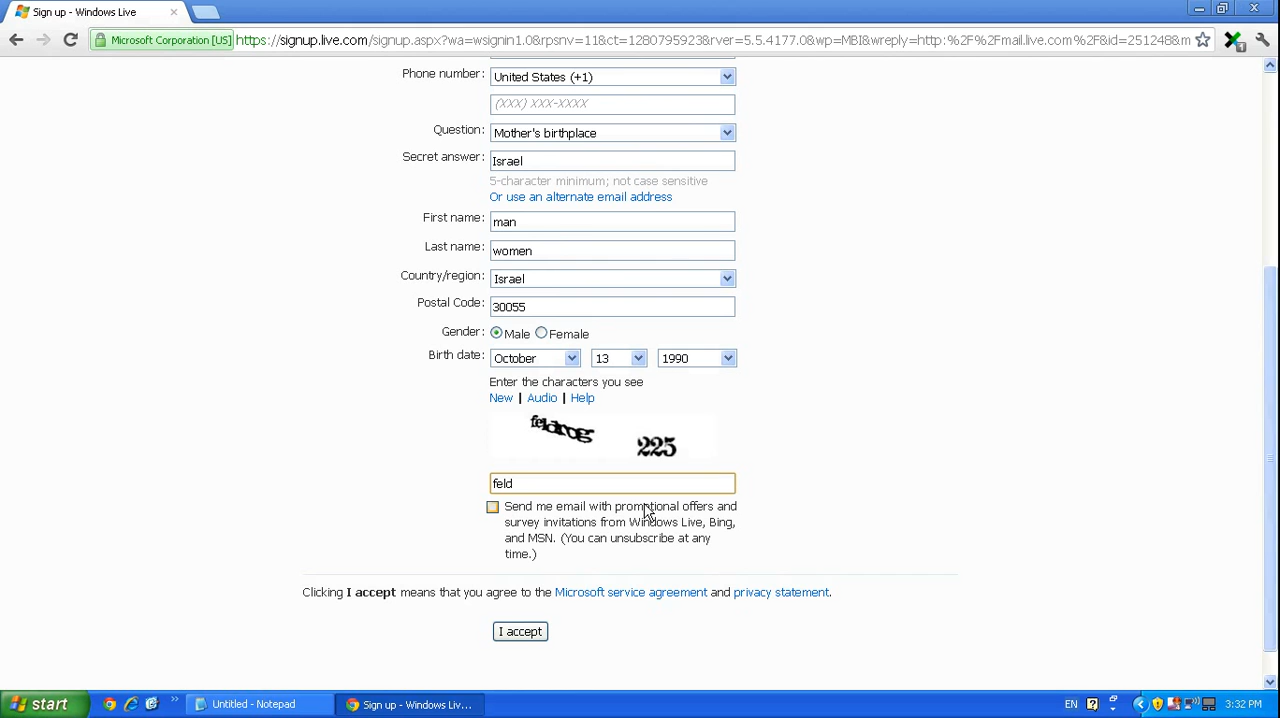 Sign up - Windows Live
Microsoft Corporation [US] https://signup.live.com/signup.aspx?wa=wsignin1.0&rpsnv=11&ct=1280795923&rver=5.5.4177.0&wp=MBI&wreply=http:%2F%2Fmail.live.com%2F&id=251248&m
Phone number: United States (+1)
(XXX) XXX-XXXX
Question: Mother's birthplace
Secret answer: Israel
5-character minimum; not case sensitive
Or use an alternate email address
First name: man
Last name: women
Country/region: Israel
Postal Code: 30055
Gender: Male Female
Birth date: October 13 1990
Enter the characters you see
New | Audio | Help
feldrog 225
feld
Send me email with promotional offers and
survey invitations from Windows Live, Bing,
and MSN. (You can unsubscribe at any
time.)
Clicking I accept means that you agree to the Microsoft service agreement and privacy statement.
I accept
start » Untitled - Notepad Sign up - Windows Liv... EN 3:32 PM